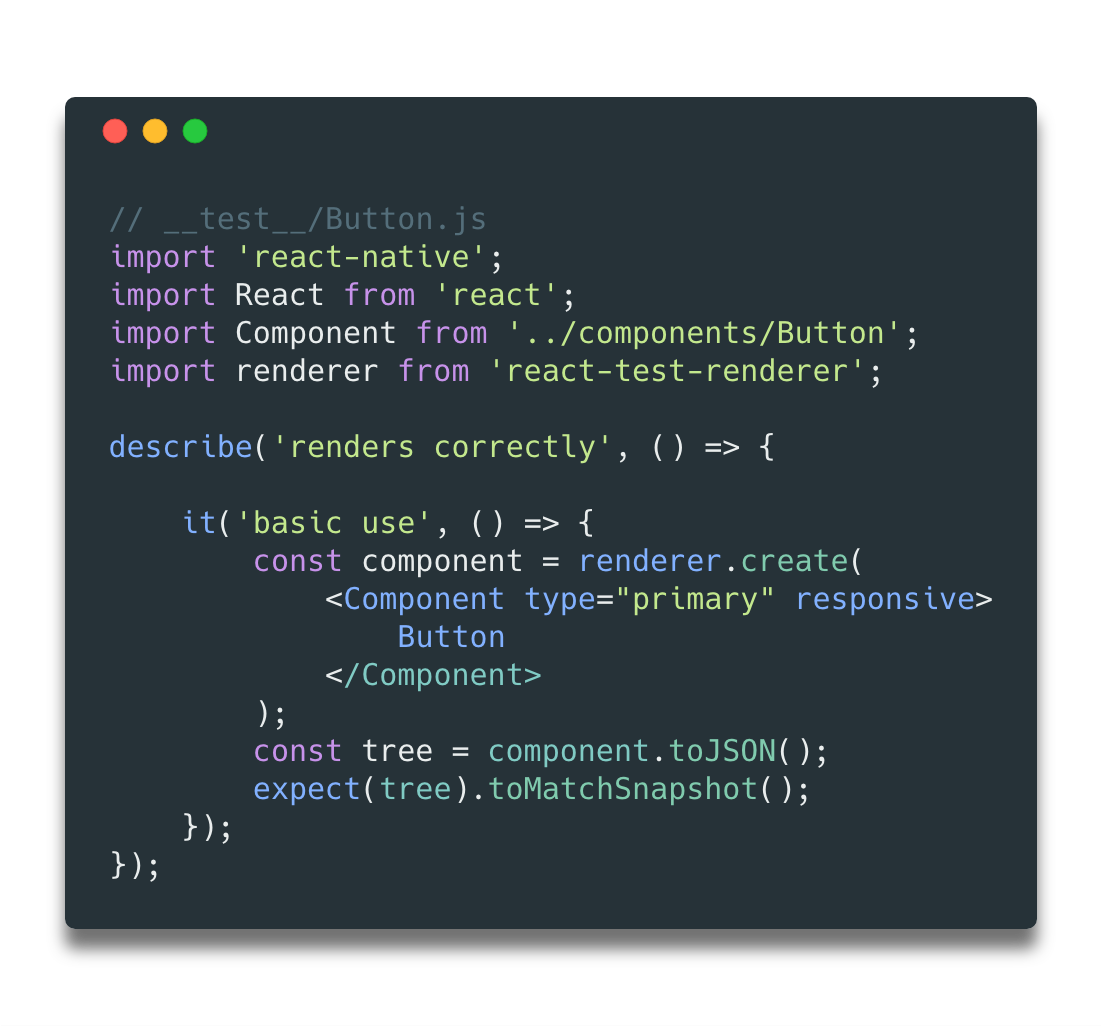 // __test__/Button.js
import 'react-native';
import React from 'react';
import Component from '../components/Button';
import renderer from 'react-test-renderer';

describe('renders correctly', () => {

    it('basic use', () => {
        const component = renderer.create(
            <Component type="primary" responsive>
                Button
            </Component>
        );
        const tree = component.toJSON();
        expect(tree).toMatchSnapshot();
    });
});